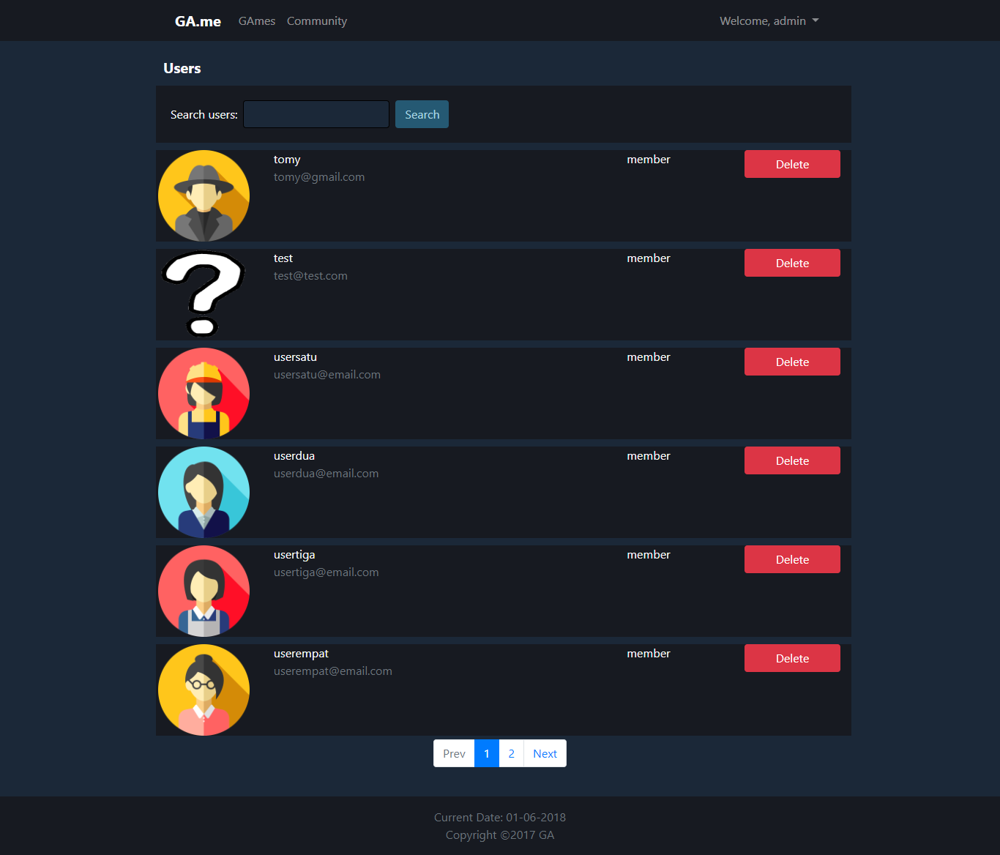 GA.me GAmes Community Welcome, admin
Users
Search users: Search
tomy member Delete
tomy@gmail.com
test member Delete
test@test.com
usersatu member Delete
usersatu@email.com
userdua member Delete
userdua@email.com
usertiga member Delete
usertiga@email.com
userempat member Delete
userempat@email.com
Prev 1 2 Next
Current Date: 01-06-2018
Copyright ©2017 GA